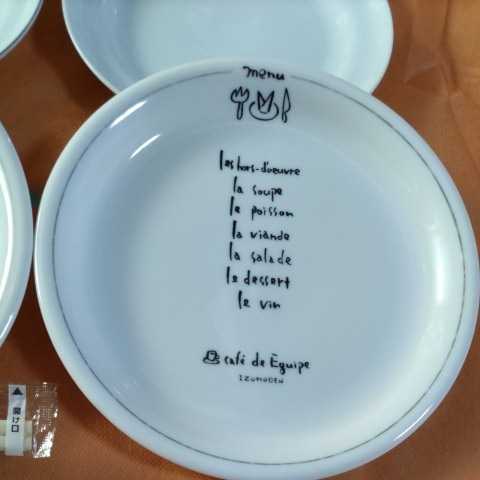 menu
les hors-d'oeuvre
la soupe
le poisson
la viande
la salade
le dessert
le vin
café de Èquipe
IZUMODEN
▲開け口